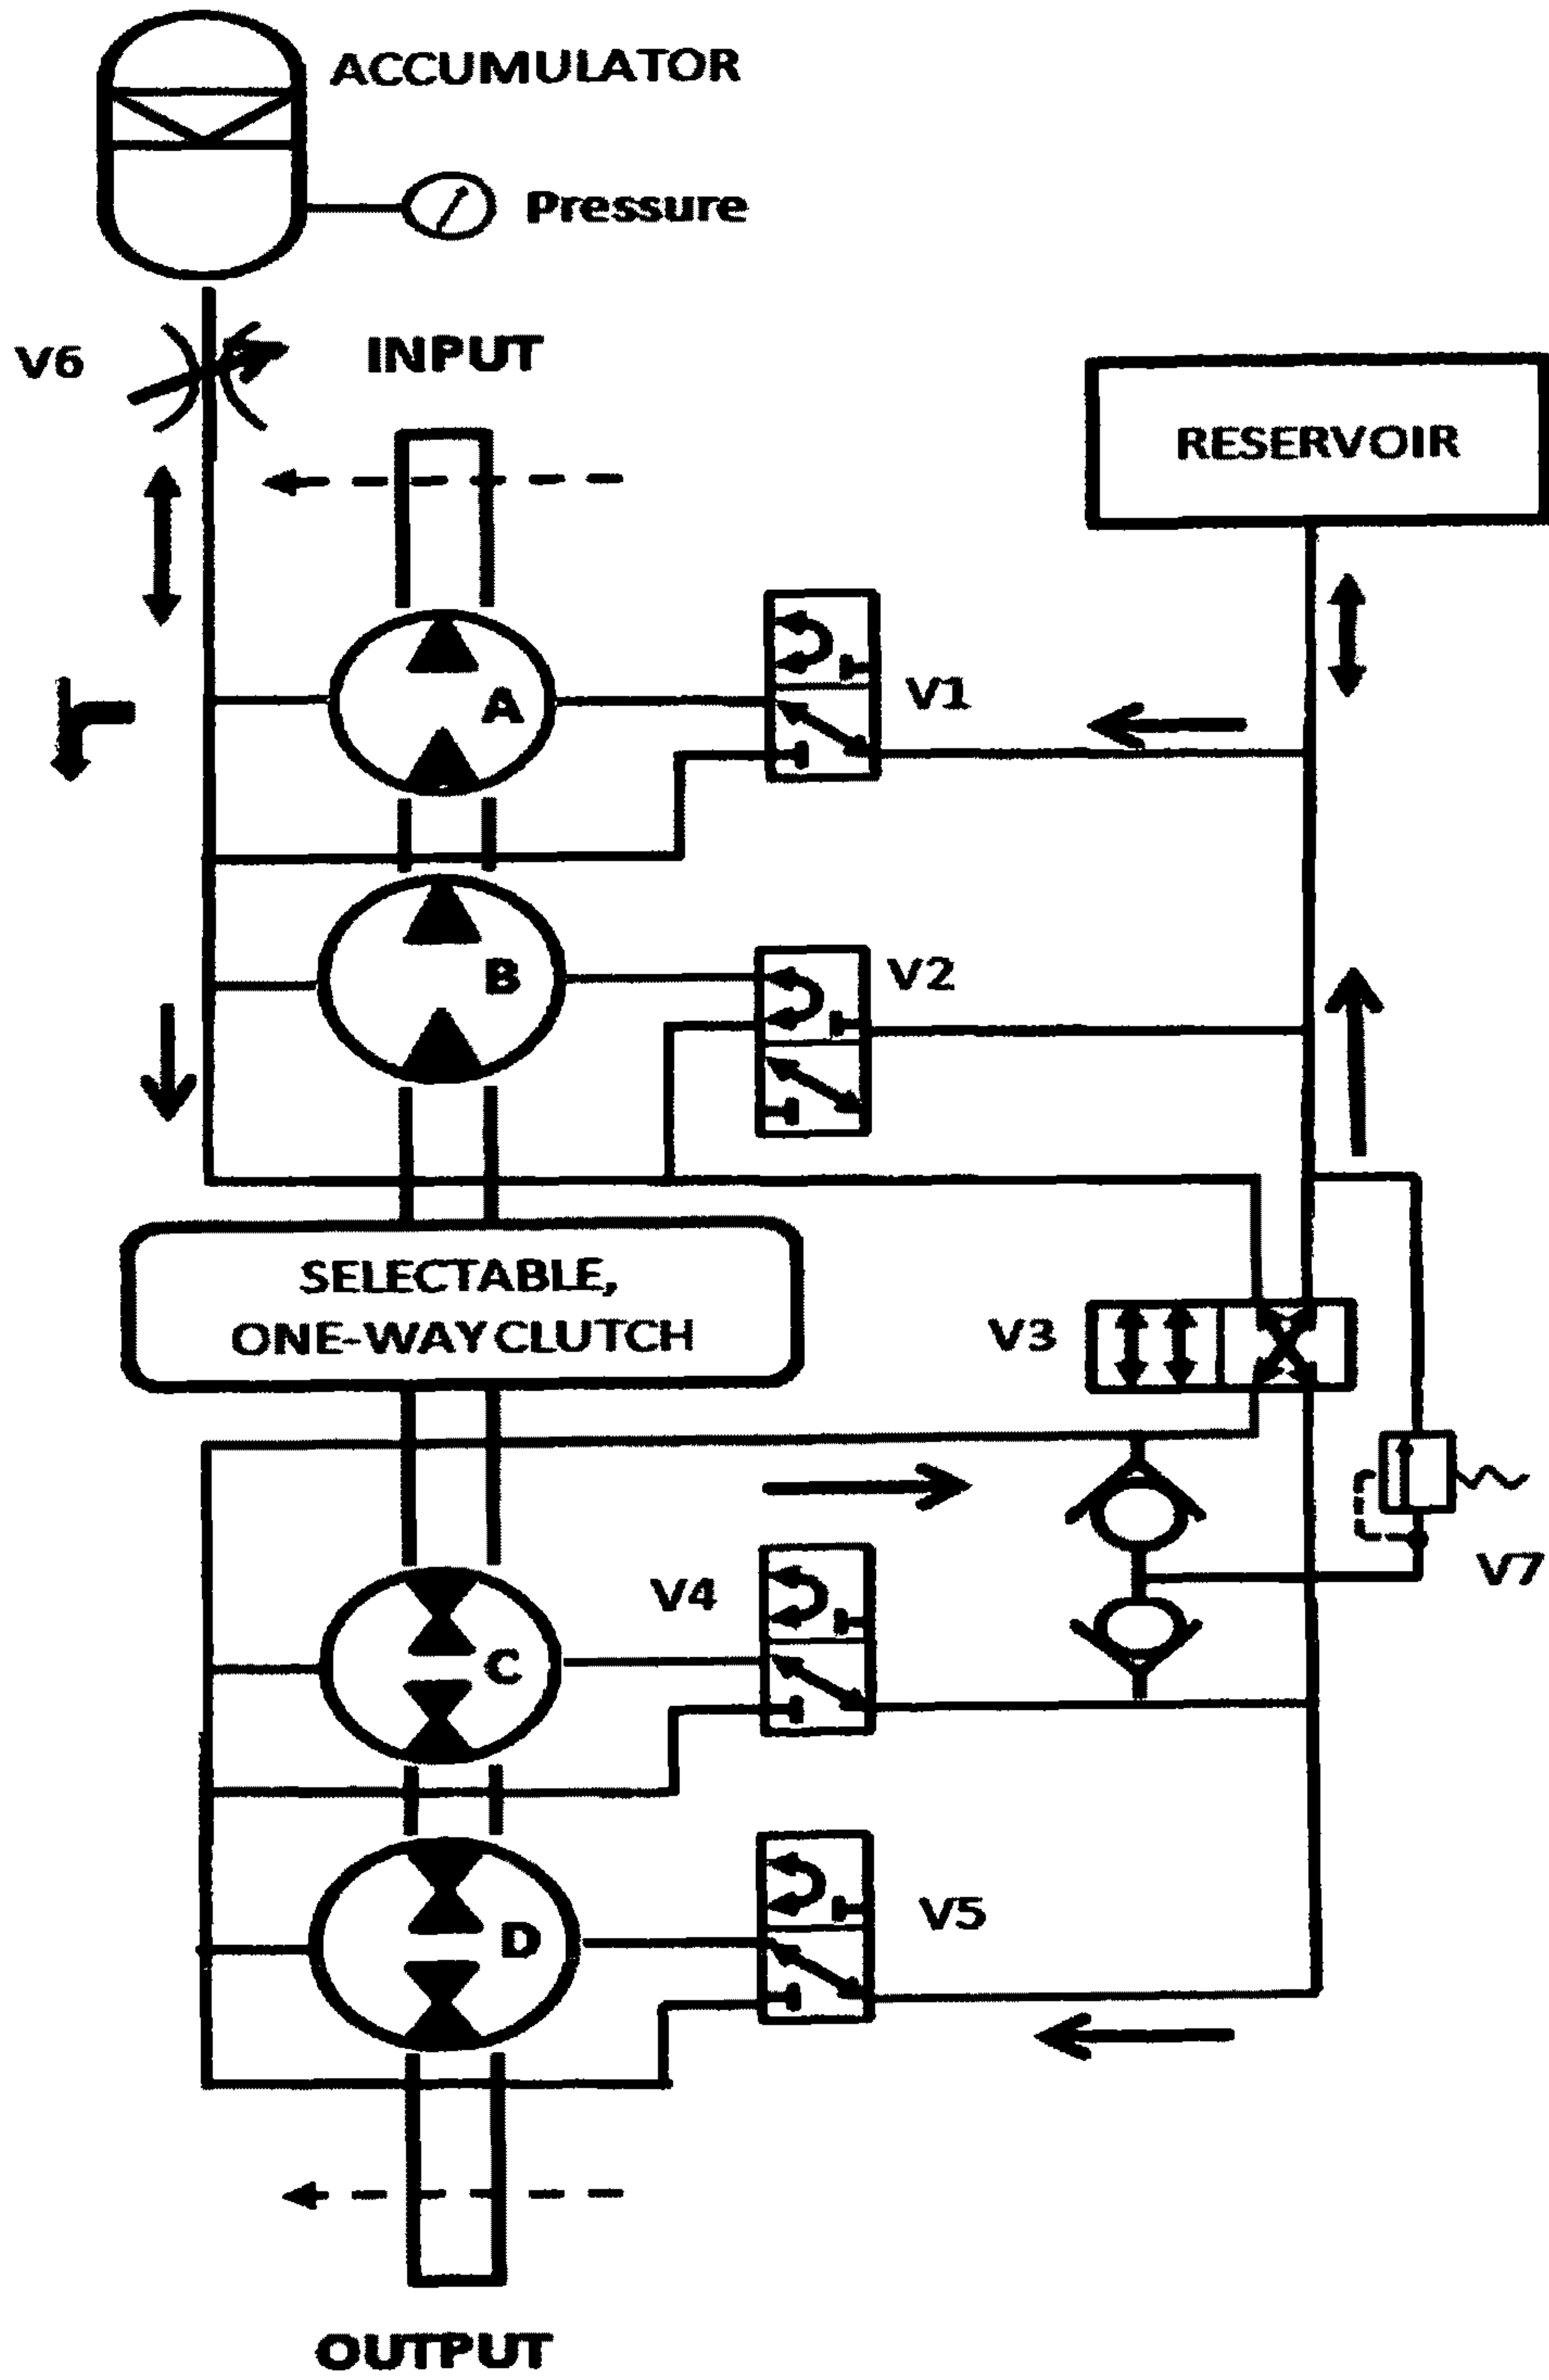 ACCUMULATOR
Pressure
V6
INPUT
RESERVOIR
A
V1
B
V2
SELECTABLE,
ONE-WAY CLUTCH
V3
V4
V7
C
V5
D
OUTPUT